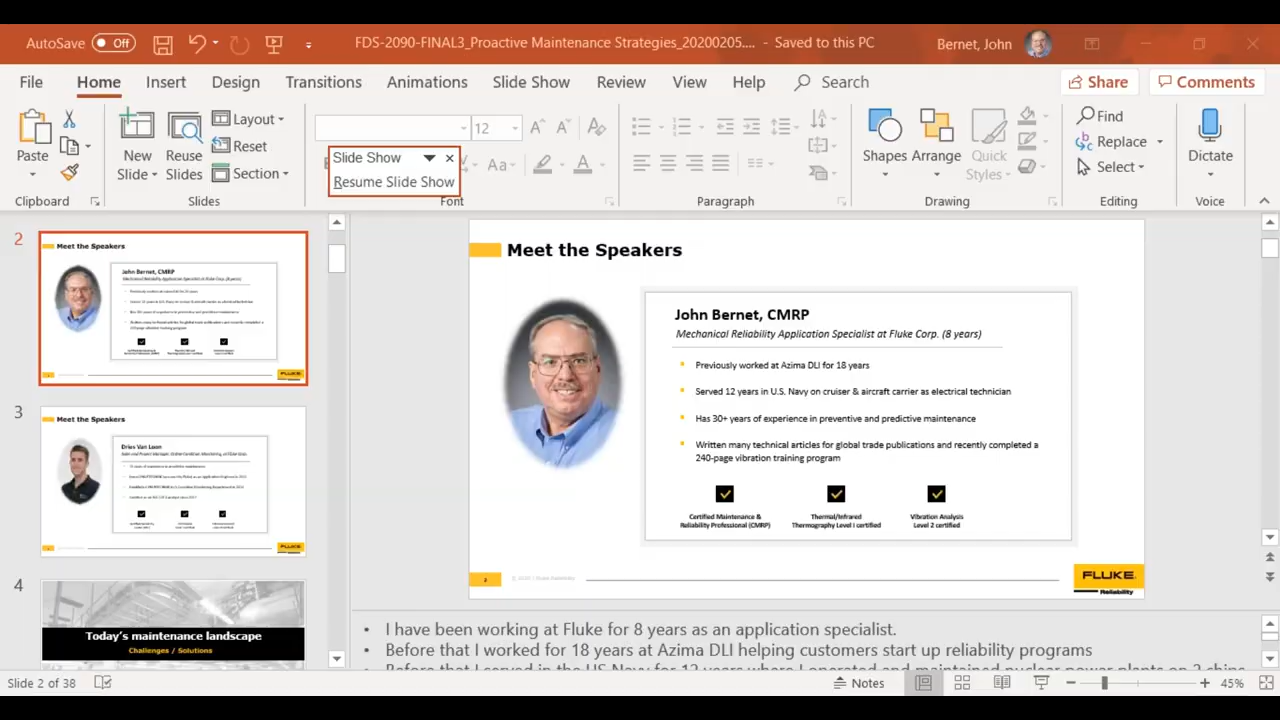 AutoSave Off FDS-2090-FINAL3_Proactive Maintenance Strategies_20200205.... - Saved to this PC Bernet, John
File Home Insert Design Transitions Animations Slide Show Review View Help Search Share Comments
Paste
New Slide
Reuse Slides
Layout
Reset
Section
12
Aa
Slide Show
Resume Slide Show
Shapes
Arrange
Quick Styles
Find
Replace
Select
Dictate
Clipboard Slides Font Paragraph Drawing Editing Voice
2
Meet the Speakers
John Bernet, CMRP
FLUKE
3
Meet the Speakers
Dries Van Loon
FLUKE
4
Today's maintenance landscape
Challenges / Solutions
Meet the Speakers
John Bernet, CMRP
Mechanical Reliability Application Specialist at Fluke Corp. (8 years)
Previously worked at Azima DLI for 18 years
Served 12 years in U.S. Navy on cruiser & aircraft carrier as electrical technician
Has 30+ years of experience in preventive and predictive maintenance
Written many technical articles for global trade publications and recently completed a
240-page vibration training program
Certified Maintenance &
Reliability Professional (CMRP)
Thermal/Infrared
Thermography Level I certified
Vibration Analysis
Level 2 certified
FLUKE
Reliability
• I have been working at Fluke for 8 years as an application specialist.
• Before that I worked for 18 years at Azima DLI helping customers start up reliability programs
Slide 2 of 38 Notes 45%